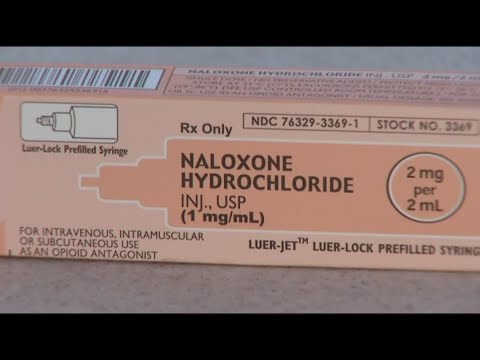 NALOXONE HYDROCHLORIDE INJ., USP
Rx Only
NDC 76329-3369-1
STOCK NO. 3369
Luer-Lock Prefilled Syringe
NALOXONE
HYDROCHLORIDE
INJ., USP
(1 mg/mL)
2 mg
per
2 mL
FOR INTRAVENOUS, INTRAMUSCULAR
OR SUBCUTANEOUS USE
AS AN OPIOID ANTAGONIST
LUER-JET™ LUER-LOCK PREFILLED SYRING